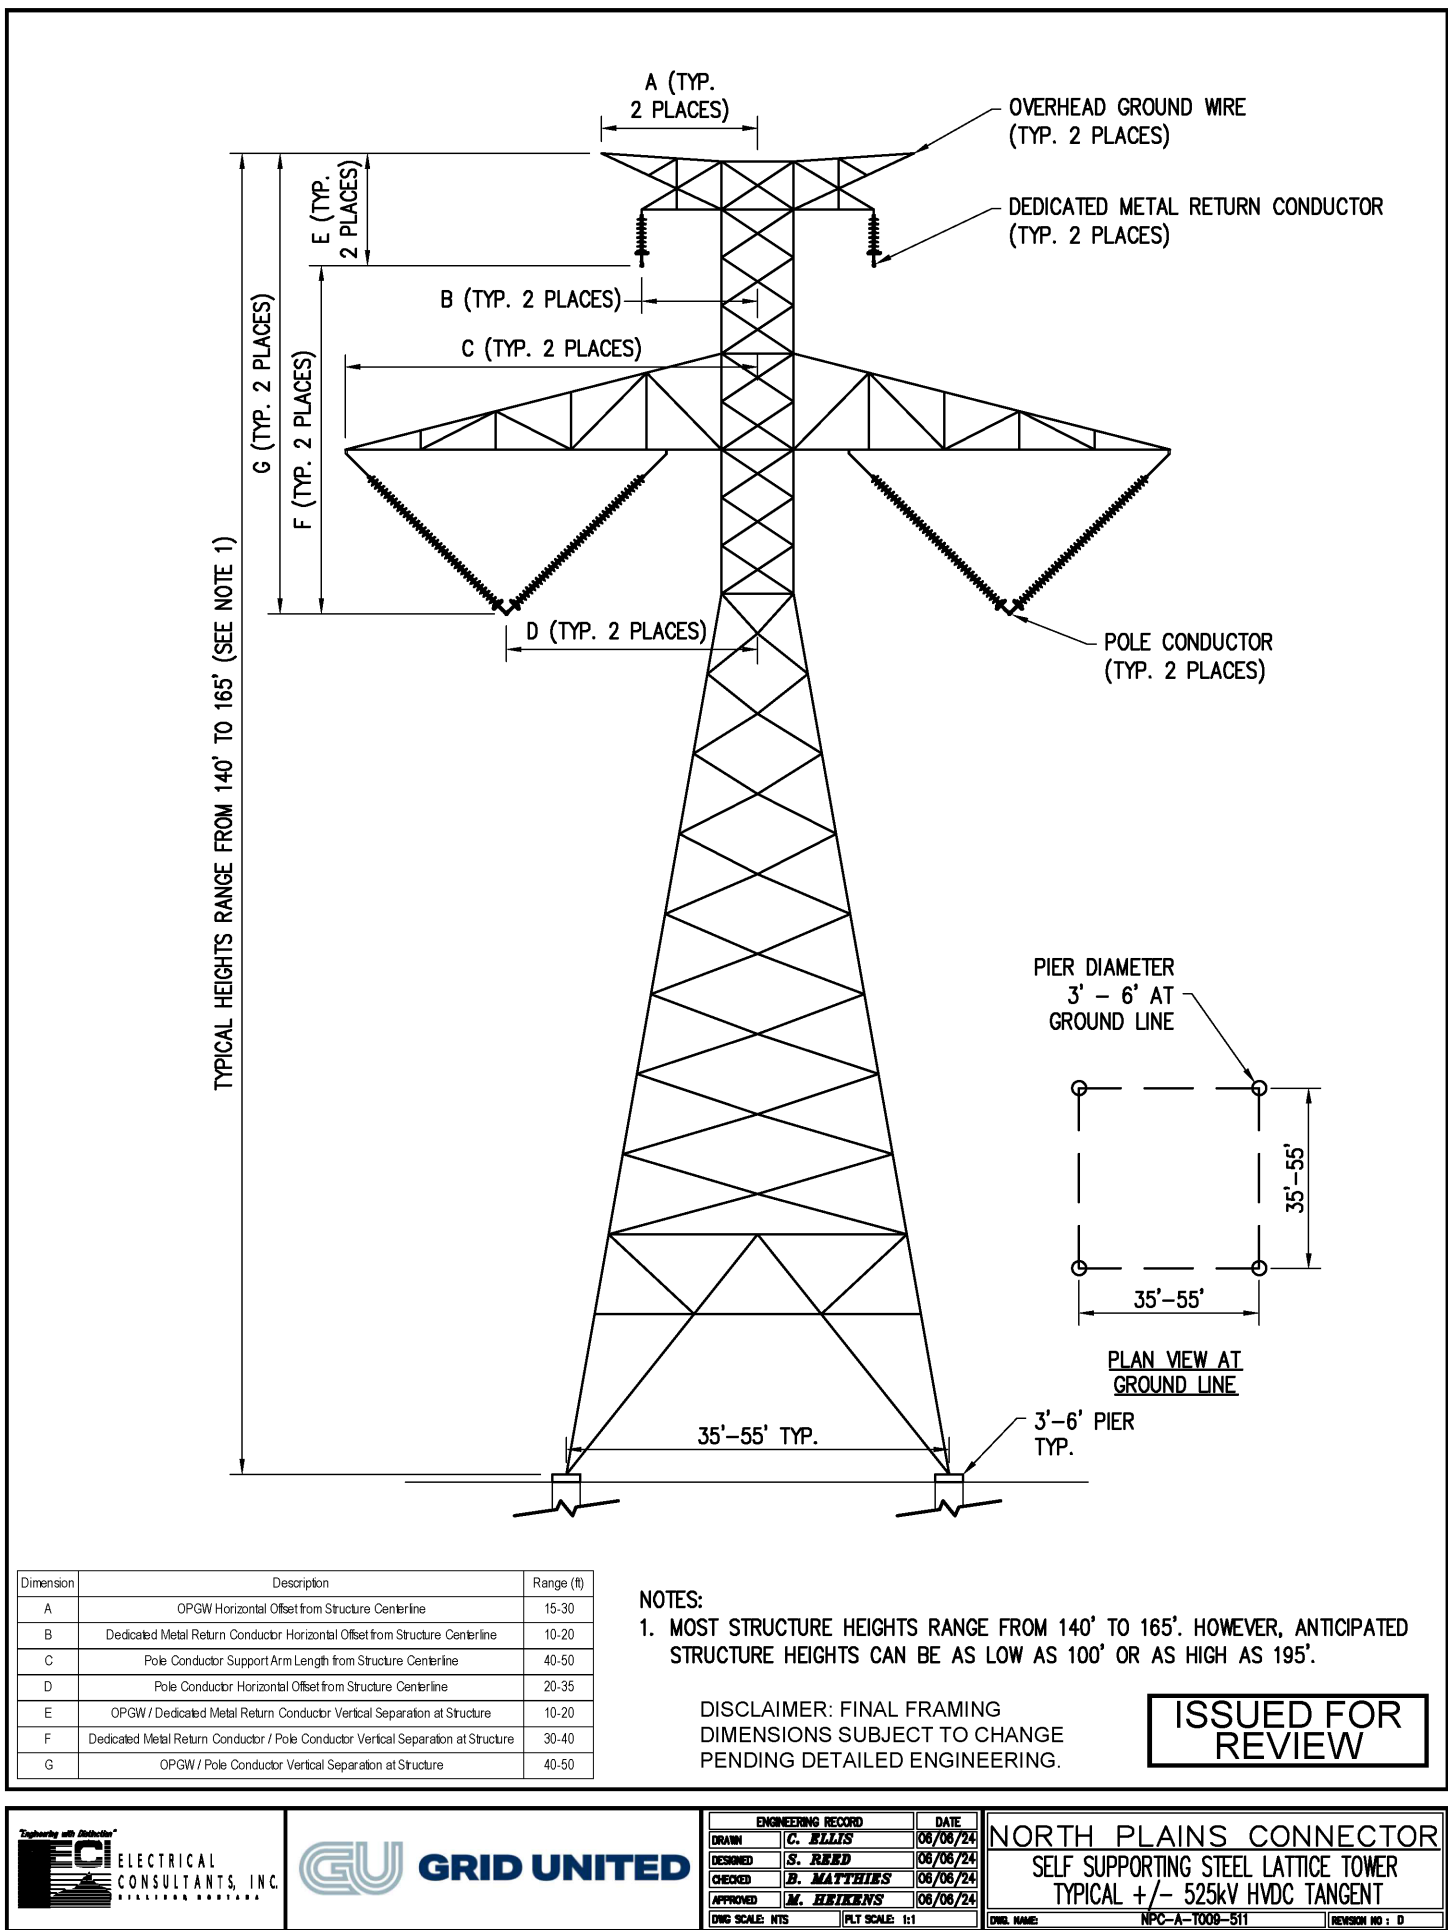 A (TYP.
2 PLACES)
OVERHEAD GROUND WIRE
(TYP. 2 PLACES)
E (TYP.
2 PLACES)
DEDICATED METAL RETURN CONDUCTOR
(TYP. 2 PLACES)
B (TYP. 2 PLACES)
C (TYP. 2 PLACES)
G (TYP. 2 PLACES)
F (TYP. 2 PLACES)
D (TYP. 2 PLACES)
POLE CONDUCTOR
(TYP. 2 PLACES)
TYPICAL HEIGHTS RANGE FROM 140' TO 165' (SEE NOTE 1)
PIER DIAMETER
3' - 6' AT
GROUND LINE
35'-55'
35'-55'
PLAN VIEW AT
GROUND LINE
35'-55' TYP.
3'-6' PIER
TYP.
Dimension Description Range (ft)
A OPGW Horizontal Offset from Structure Centerline 15-30
B Dedicated Metal Return Conductor Horizontal Offset from Structure Centerline 10-20
C Pole Conductor Support Arm Length from Structure Centerline 40-50
D Pole Conductor Horizontal Offset from Structure Centerline 20-35
E OPGW / Dedicated Metal Return Conductor Vertical Separation at Structure 10-20
F Dedicated Metal Return Conductor / Pole Conductor Vertical Separation at Structure 30-40
G OPGW / Pole Conductor Vertical Separation at Structure 40-50
NOTES:
1. MOST STRUCTURE HEIGHTS RANGE FROM 140' TO 165'. HOWEVER, ANTICIPATED
STRUCTURE HEIGHTS CAN BE AS LOW AS 100' OR AS HIGH AS 195'.
DISCLAIMER: FINAL FRAMING
DIMENSIONS SUBJECT TO CHANGE
PENDING DETAILED ENGINEERING.
ISSUED FOR
REVIEW
"Engineering with Distinction"
ECI
ELECTRICAL
CONSULTANTS, INC.
BILLINGS, MONTANA
GU GRID UNITED
ENGINEERING RECORD DATE
DRAWN C. ELLIS 06/06/24
DESIGNED S. REED 06/06/24
CHECKED B. MATTHIES 06/06/24
APPROVED M. HEIKENS 06/06/24
DWG SCALE: NTS PLT SCALE: 1:1
NORTH PLAINS CONNECTOR
SELF SUPPORTING STEEL LATTICE TOWER
TYPICAL +/- 525kV HVDC TANGENT
DWG. NAME: NPC-A-T009-511 REVISION NO : D